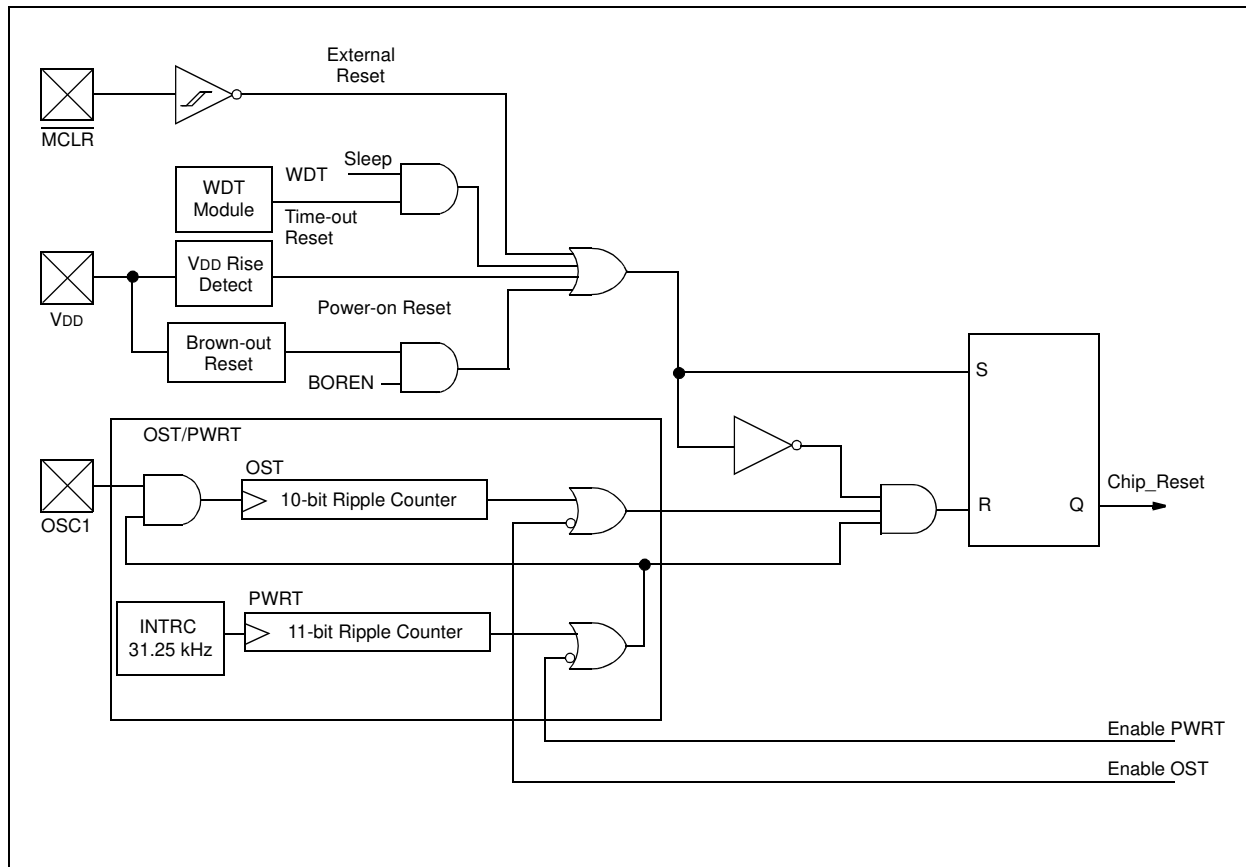 External
Reset
MCLR
Sleep
WDT
WDT
Module
Time-out
Reset
VDD Rise
Detect
VDD
Power-on Reset
Brown-out
Reset
BOREN
S
OST/PWRT
OST
10-bit Ripple Counter
OSC1
Chip_Reset
R
Q
PWRT
INTRC
31.25 kHz
11-bit Ripple Counter
Enable PWRT
Enable OST